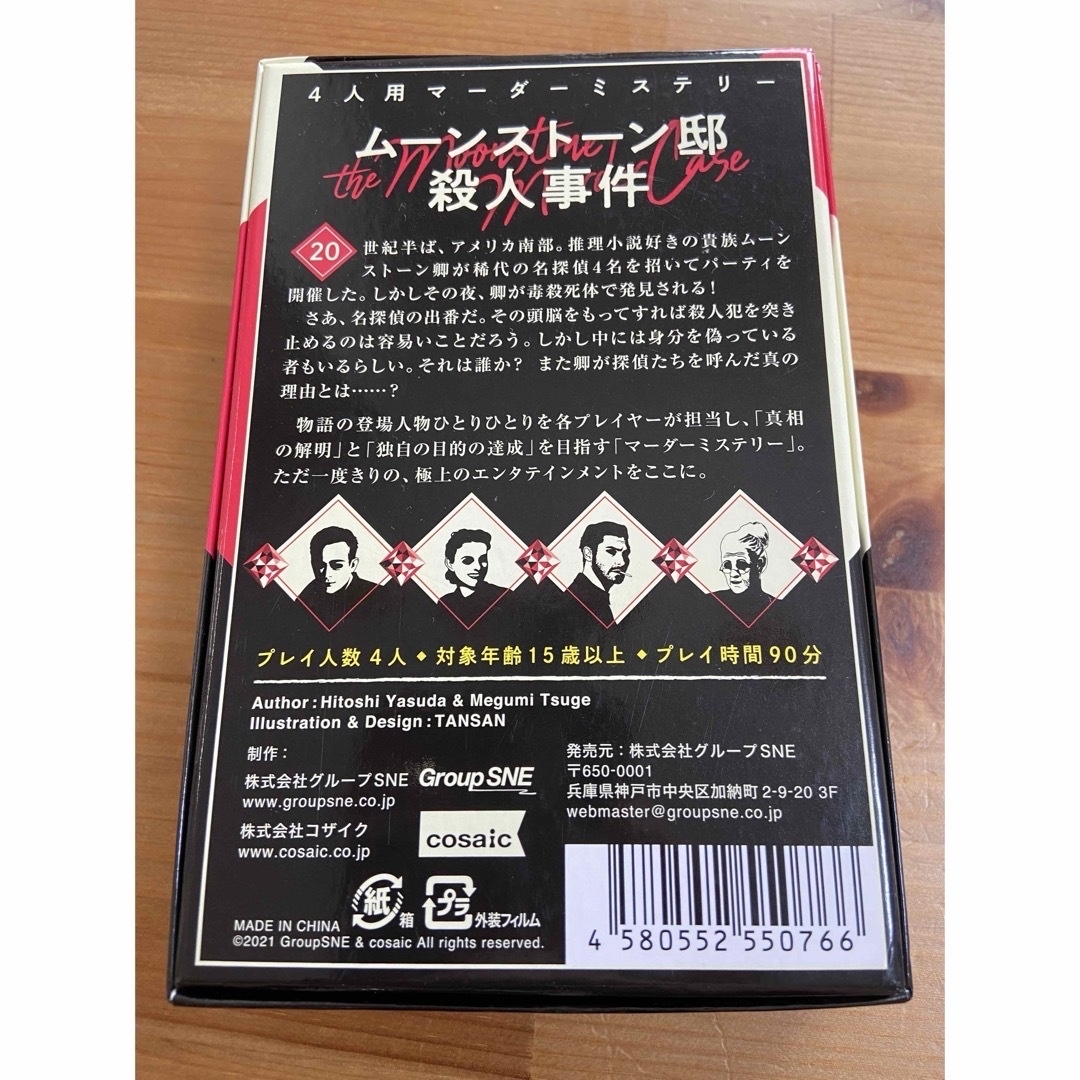 4人用マーダーミステリー
ムーンストーン邸
the Moonstone
殺人事件
Murder Case
20 世紀半ば、アメリカ南部。推理小説好きの貴族ムーン
ストーン卿が稀代の名探偵4名を招いてパーティを
開催した。しかしその夜、卿が毒殺死体で発見される!
さあ、名探偵の出番だ。その頭脳をもってすれば殺人犯を突き
止めるのは容易いことだろう。しかし中には身分を偽っている
者もいるらしい。それは誰か? また卿が探偵たちを呼んだ真の
理由とは……?
物語の登場人物ひとりひとりを各プレイヤーが担当し、「真相
の解明」と「独自の目的の達成」を目指す「マーダーミステリー」。
ただ一度きりの、極上のエンタテインメントをここに。
プレイ人数4人◆対象年齢15歳以上◆プレイ時間90分
Author:Hitoshi Yasuda & Megumi Tsuge
Illustration & Design:TANSAN
制作:
株式会社グループSNE Group SNE
www.groupsne.co.jp
株式会社コザイク
www.cosaic.co.jp
cosaic
発売元:株式会社グループSNE
〒650-0001
兵庫県神戸市中央区加納町2-9-20 3F
webmaster@groupsne.co.jp
紙 箱 プラ 外装フィルム
MADE IN CHINA
©2021 GroupSNE & cosaic All rights reserved.
4 580552 550766